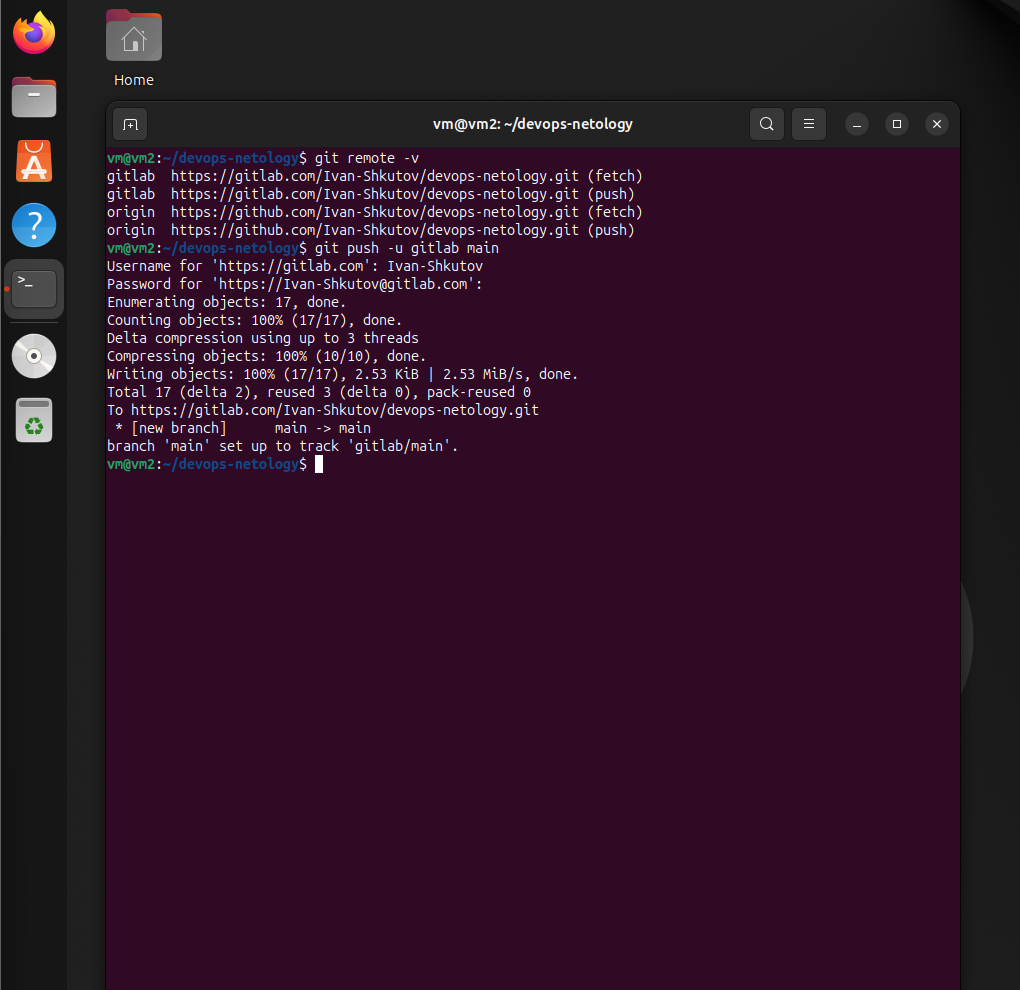 Home
vm@vm2: ~/devops-netology
vm@vm2:~/devops-netology$ git remote -v
gitlab  https://gitlab.com/Ivan-Shkutov/devops-netology.git (fetch)
gitlab  https://gitlab.com/Ivan-Shkutov/devops-netology.git (push)
origin  https://github.com/Ivan-Shkutov/devops-netology.git (fetch)
origin  https://github.com/Ivan-Shkutov/devops-netology.git (push)
vm@vm2:~/devops-netology$ git push -u gitlab main
Username for 'https://gitlab.com': Ivan-Shkutov
Password for 'https://Ivan-Shkutov@gitlab.com':
Enumerating objects: 17, done.
Counting objects: 100% (17/17), done.
Delta compression using up to 3 threads
Compressing objects: 100% (10/10), done.
Writing objects: 100% (17/17), 2.53 KiB | 2.53 MiB/s, done.
Total 17 (delta 2), reused 3 (delta 0), pack-reused 0
To https://gitlab.com/Ivan-Shkutov/devops-netology.git
 * [new branch]      main -> main
branch 'main' set up to track 'gitlab/main'.
vm@vm2:~/devops-netology$